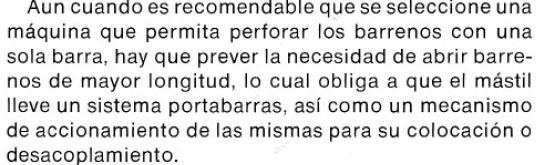 Aun cuando es recomendable que se seleccione una
máquina que permita perforar los barrenos con una
sola barra, hay que prever la necesidad de abrir barre-
nos de mayor longitud, lo cual obliga a que el mástil
lleve un sistema portabarras, así como un mecanismo
de accionamiento de las mismas para su colocación o
desacoplamiento.